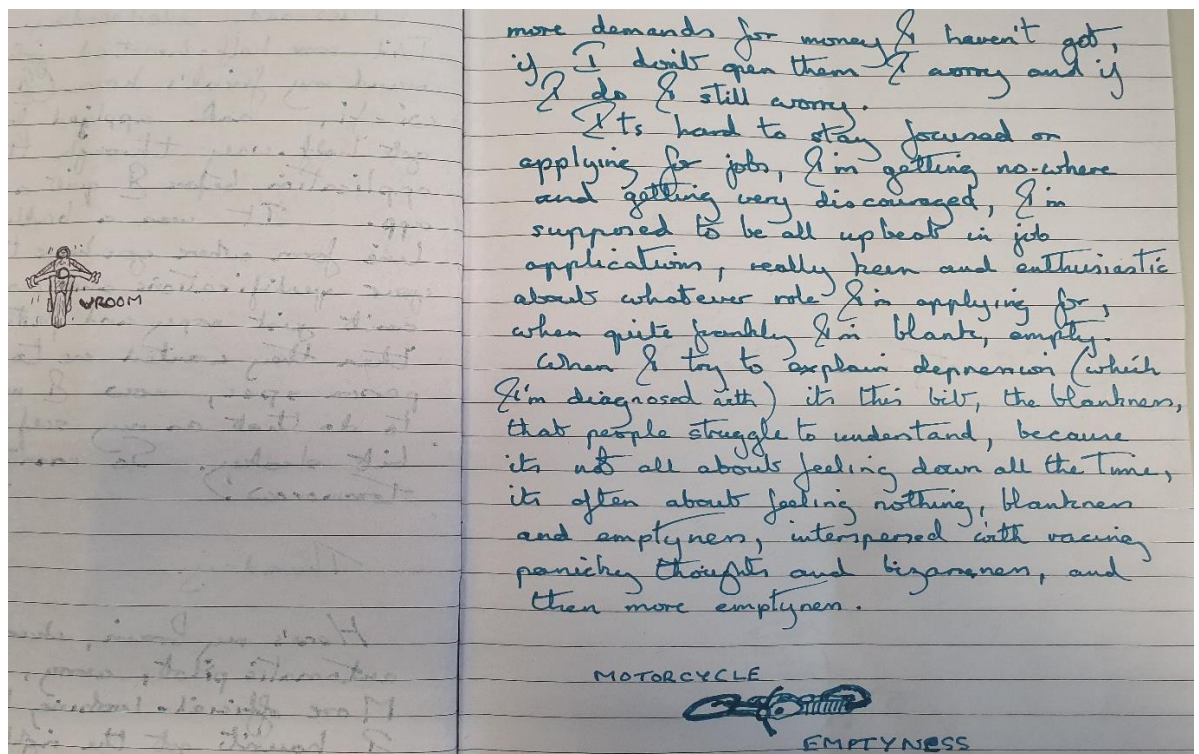 VROOM
more demands for money I haven't got,
if I don't open them I worry and if
I do I still worry.
Its hard to stay focused on
applying for jobs, I'm getting no-where
and getting very discouraged, I'm
supposed to be all upbeat in job
applications, really keen and enthusiastic
about whatever role I'm applying for,
when quite frankly I'm blank, empty.
When I try to explain depression (which
I'm diagnosed with) its this bit, the blankness,
that people struggle to understand, because
its not all about feeling down all the time,
its often about feeling nothing, blankness
and emptyness, interspersed with racing
panicky thoughts and bizareness, and
then more emptyness.
MOTORCYCLE
EMPTYNESS